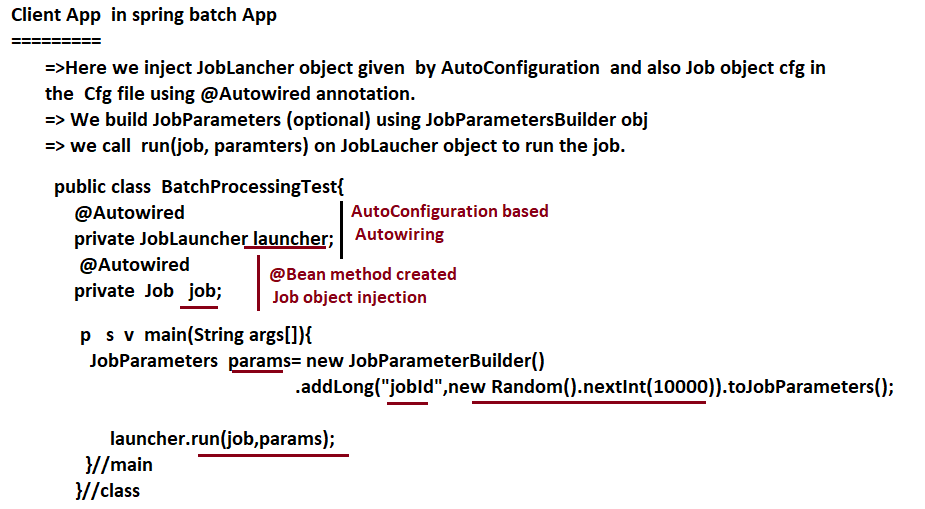 Client App in spring batch App
=========
=>Here we inject JobLancher object given by AutoConfiguration and also Job object cfg in
the Cfg file using @Autowired annotation.
=> We build JobParameters (optional) using JobParametersBuilder obj
=> we call run(job, paramters) on JobLaucher object to run the job.
public class BatchProcessingTest{
@Autowired
private JobLauncher launcher;
AutoConfiguration based
Autowiring
@Autowired
private Job job;
@Bean method created
Job object injection
p s v main(String args[]){
JobParameters params= new JobParameterBuilder()
.addLong("jobId",new Random().nextInt(10000)).toJobParameters();
launcher.run(job,params);
}//main
}//class